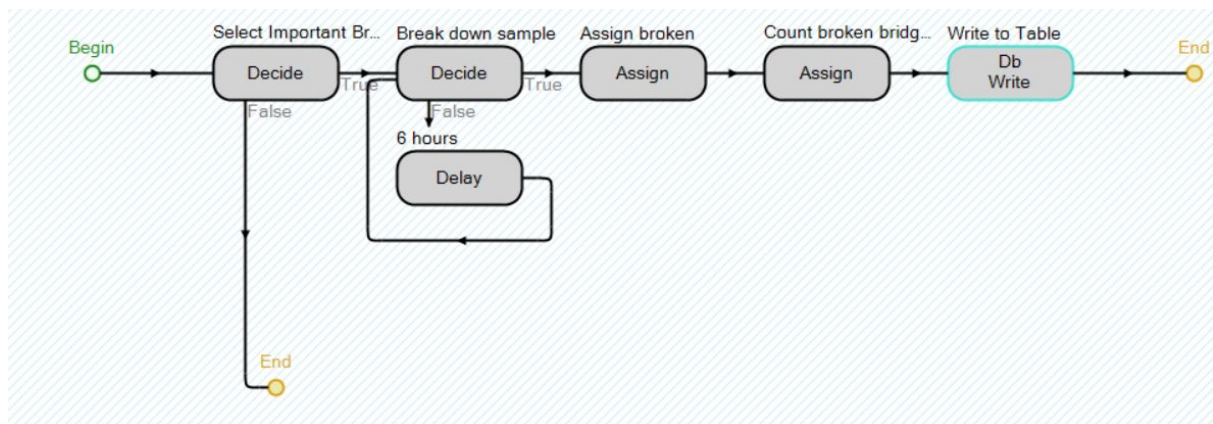 Begin
Select Important Br...
Decide
True
False
Break down sample
Decide
True
False
6 hours
Delay
Assign broken
Assign
Count broken bridg...
Assign
Write to Table
Db
Write
End
End